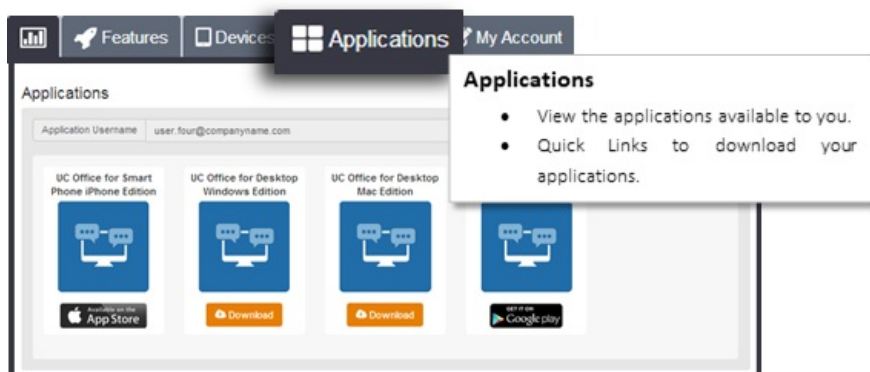 Features
Devices
Applications
My Account
Applications
• View the applications available to you.
• Quick Links to download your
applications.
Applications
Application Username user.four@companyname.com
UC Office for Smart
Phone iPhone Edition
UC Office for Desktop
Windows Edition
UC Office for Desktop
Mac Edition
Available on the
App Store
Download
Download
GET IT ON
Google play